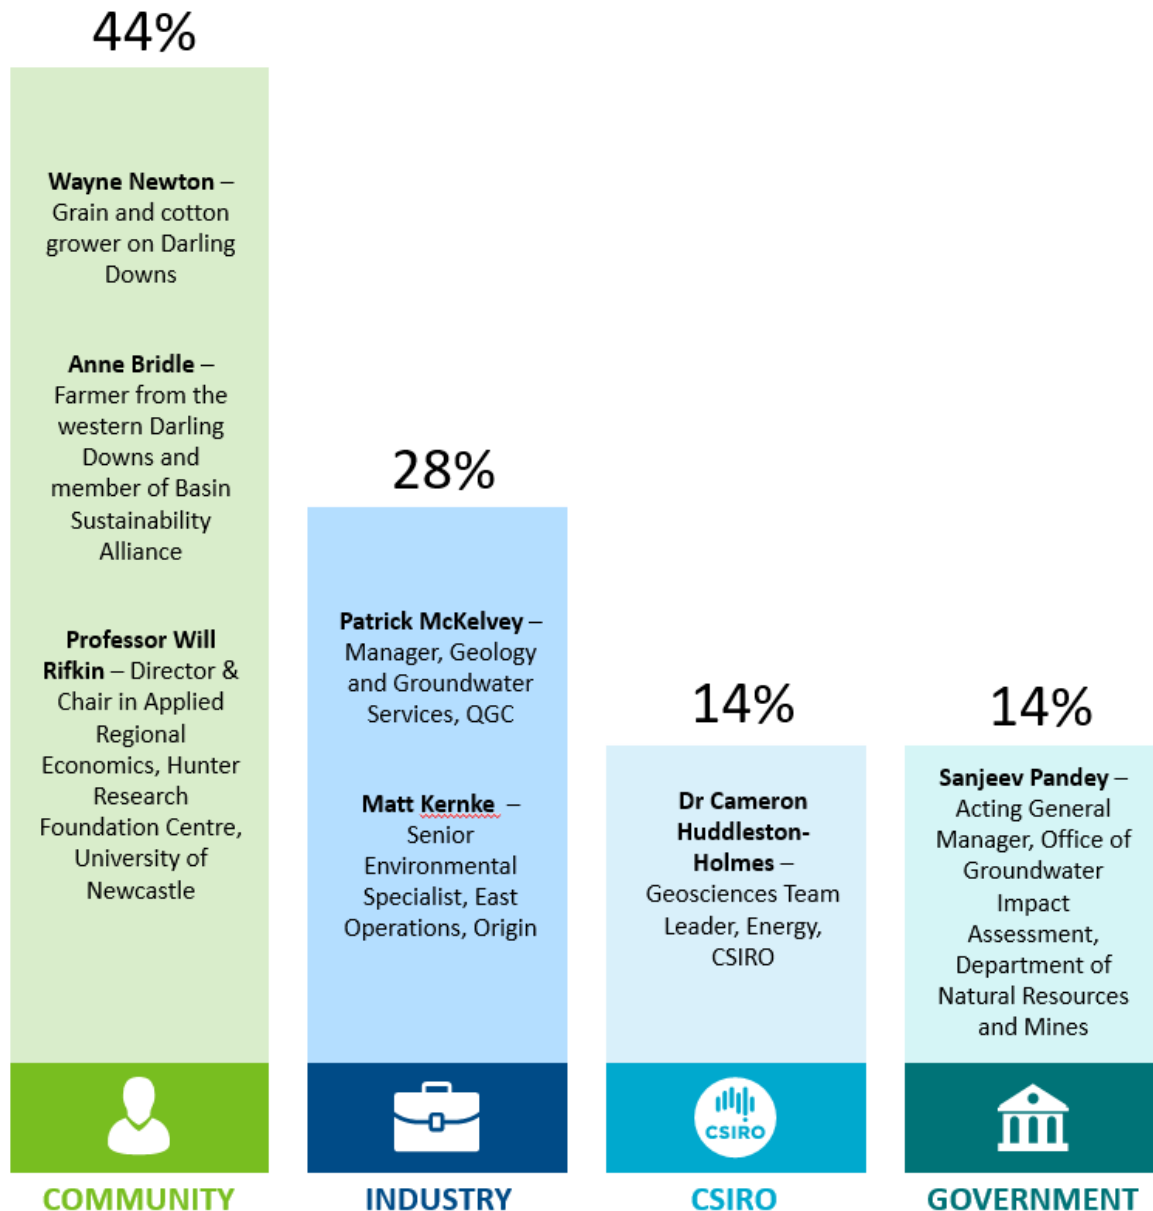 44%
Wayne Newton –
Grain and cotton
grower on Darling
Downs
Anne Bridle –
Farmer from the
western Darling
Downs and
member of Basin
Sustainability
Alliance
Professor Will
Rifkin – Director &
Chair in Applied
Regional
Economics, Hunter
Research
Foundation Centre,
University of
Newcastle
COMMUNITY
28%
Patrick McKelvey –
Manager, Geology
and Groundwater
Services, QGC
Matt Kernke –
Senior
Environmental
Specialist, East
Operations, Origin
INDUSTRY
14%
Dr Cameron
Huddleston-
Holmes –
Geosciences Team
Leader, Energy,
CSIRO
CSIRO
CSIRO
14%
Sanjeev Pandey –
Acting General
Manager, Office of
Groundwater
Impact
Assessment,
Department of
Natural Resources
and Mines
GOVERNMENT